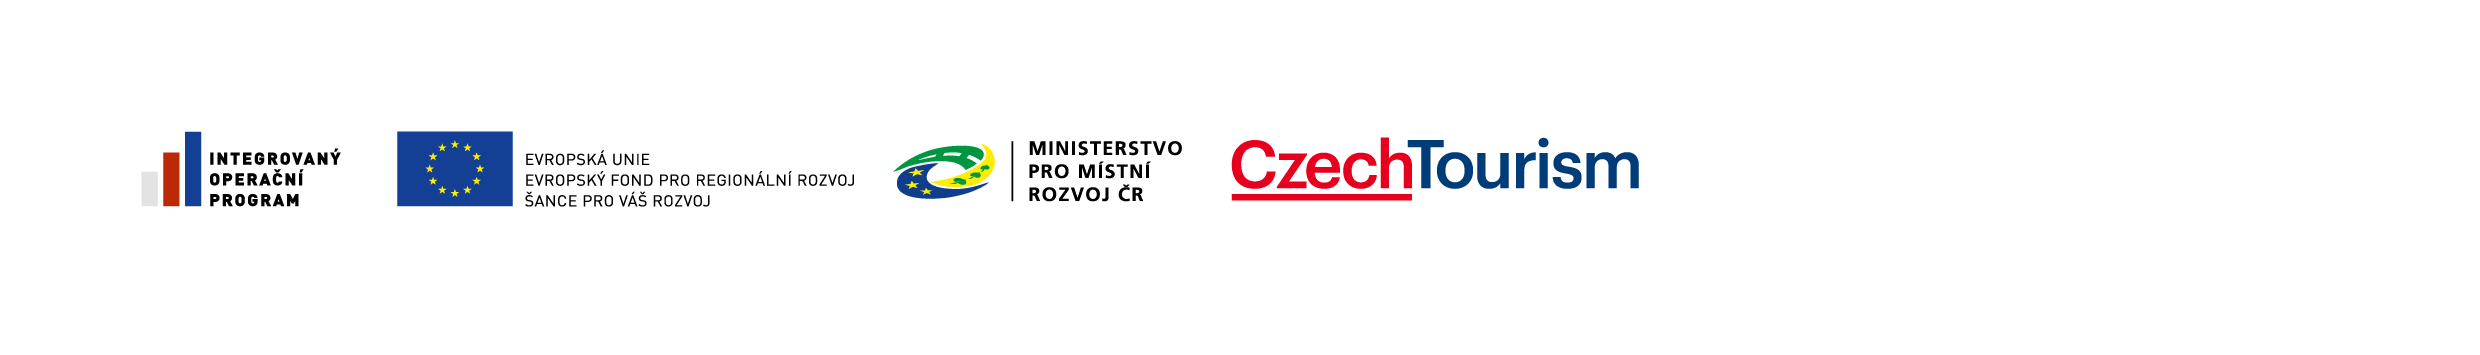 INTEGROVANÝ
OPERAČNÍ
PROGRAM
EVROPSKÁ UNIE
EVROPSKÝ FOND PRO REGIONÁLNÍ ROZVOJ
ŠANCE PRO VÁŠ ROZVOJ
MINISTERSTVO
PRO MÍSTNÍ
ROZVOJ ČR
CzechTourism